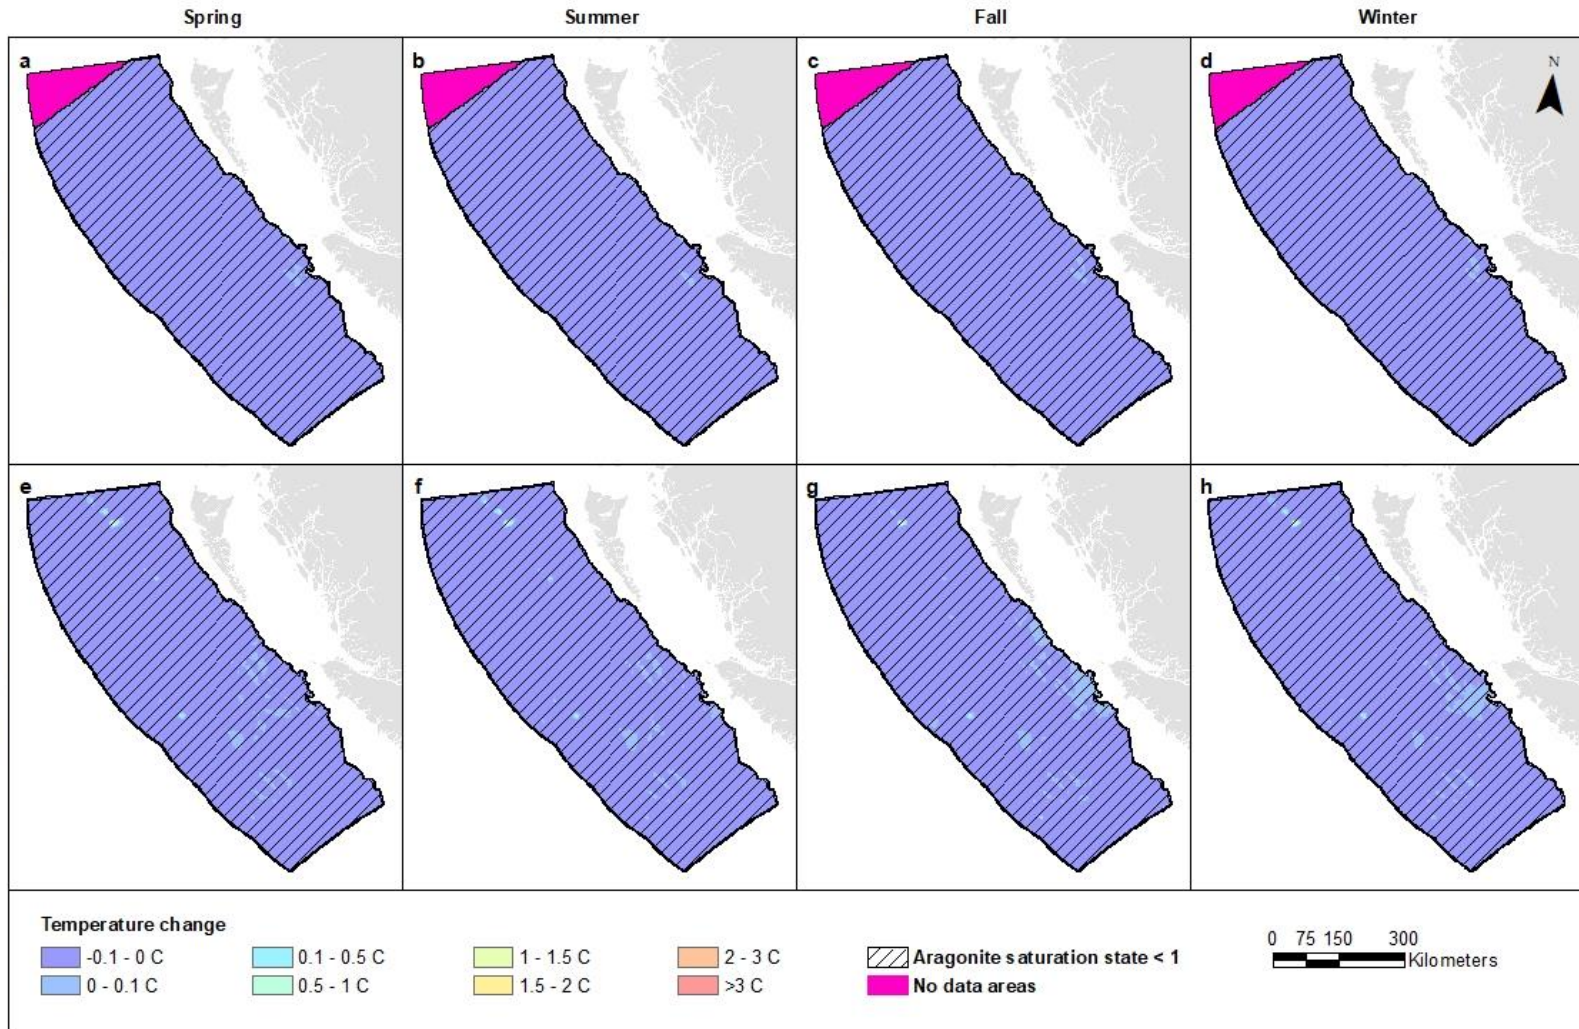 Spring Summer Fall Winter
a b c d
N
e f g h
Temperature change
-0.1 - 0 C 0.1 - 0.5 C 1 - 1.5 C 2 - 3 C Aragonite saturation state < 1
0 - 0.1 C 0.5 - 1 C 1.5 - 2 C >3 C No data areas
0 75 150 300
Kilometers